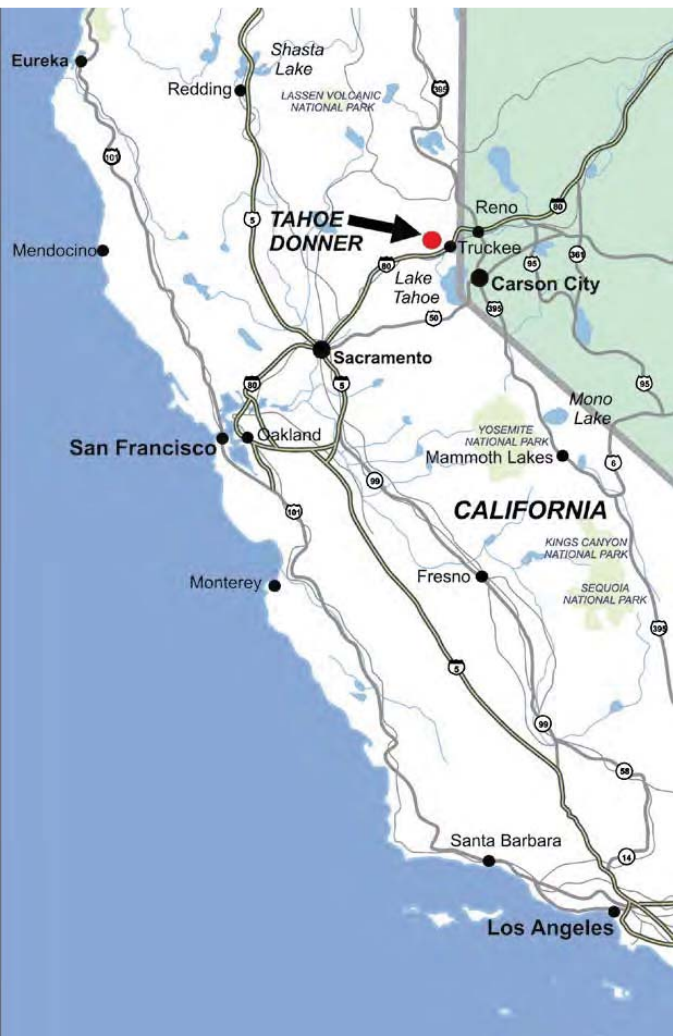 Eureka
Shasta
Lake
Redding
LASSEN VOLCANIC
NATIONAL PARK
395
101
5
TAHOE
DONNER
Reno
80
Truckee
Mendocino
80
Lake
Tahoe
95
361
Carson City
395
50
Sacramento
80
5
95
Mono
Lake
YOSEMITE
NATIONAL PARK
San Francisco
Oakland
Mammoth Lakes
6
99
CALIFORNIA
101
KINGS CANYON
NATIONAL PARK
Monterey
Fresno
SEQUOIA
NATIONAL PARK
395
5
99
58
Santa Barbara
14
Los Angeles